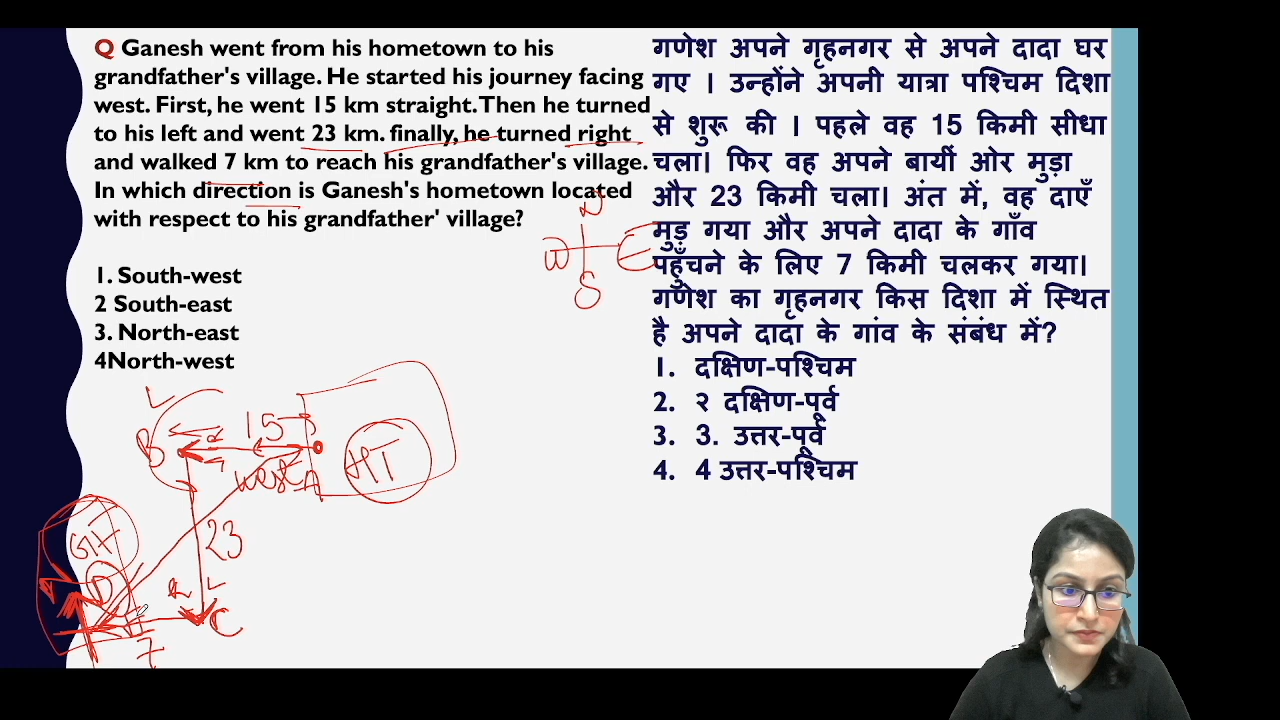 Q Ganesh went from his hometown to his
grandfather's village. He started his journey facing
west. First, he went 15 km straight. Then he turned
to his left and went 23 km. finally, he turned right
and walked 7 km to reach his grandfather's village.
In which direction is Ganesh's hometown located
with respect to his grandfather' village?
1. South-west
2 South-east
3. North-east
4North-west
गणेश अपने गृहनगर से अपने दादा घर
गए । उन्होंने अपनी यात्रा पश्चिम दिशा
से शुरू की । पहले वह 15 किमी सीधा
चला। फिर वह अपने बायीं ओर मुड़ा
और 23 किमी चला। अंत में, वह दाएँ
मुड़ गया और अपने दादा के गाँव
पहुँचने के लिए 7 किमी चलकर गया।
गणेश का गृहनगर किस दिशा में स्थित
है अपने दादा के गांव के संबंध में?
1. दक्षिण-पश्चिम
2. २ दक्षिण-पूर्व
3. 3. उत्तर-पूर्व
4. 4 उत्तर-पश्चिम
N
W E
S
L
B 15
West A HT
23
GH
D
R L
C
7